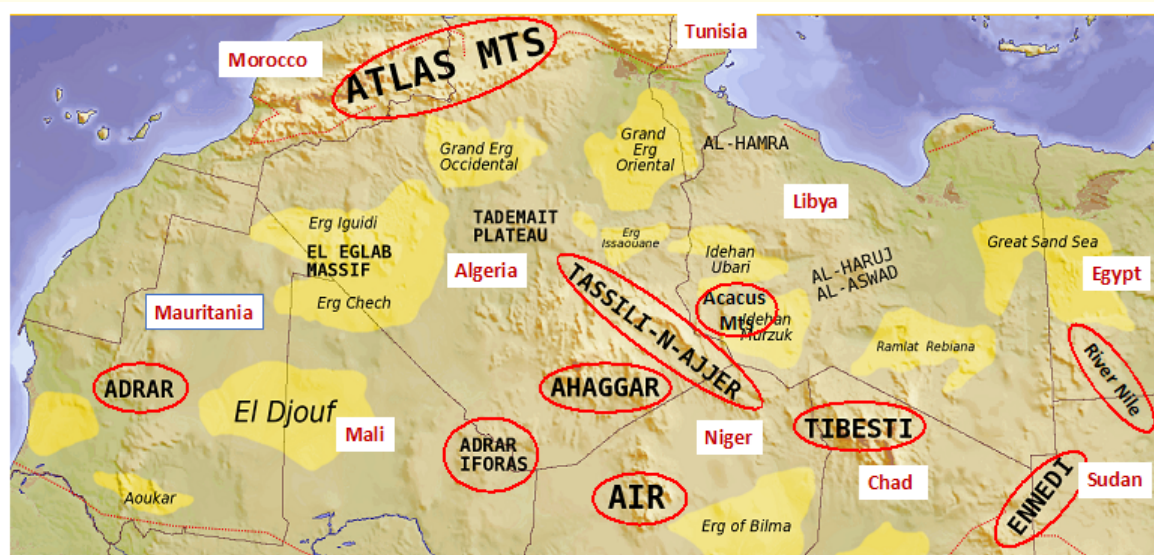 Morocco
ATLAS MTS
Tunisia
Grand Erg
Occidental
Grand
Erg
Oriental
AL-HAMRA
Libya
Erg Iguidi
EL EGLAB
MASSIF
Erg Chech
TADEMAIT
PLATEAU
Algeria
Erg
Issaouane
Idehan
Ubari
AL-HARUJ
AL-ASWAD
Great Sand Sea
Egypt
Mauritania
TASSILI-N-AJJER
Acacus
Mts
Idehan
Murzuk
Ramlat Rebiana
River Nile
ADRAR
El Djouf
Mali
AHAGGAR
ADRAR
IFORAS
Niger
TIBESTI
Chad
ENNEDI
Sudan
Aoukar
AIR
Erg of Bilma